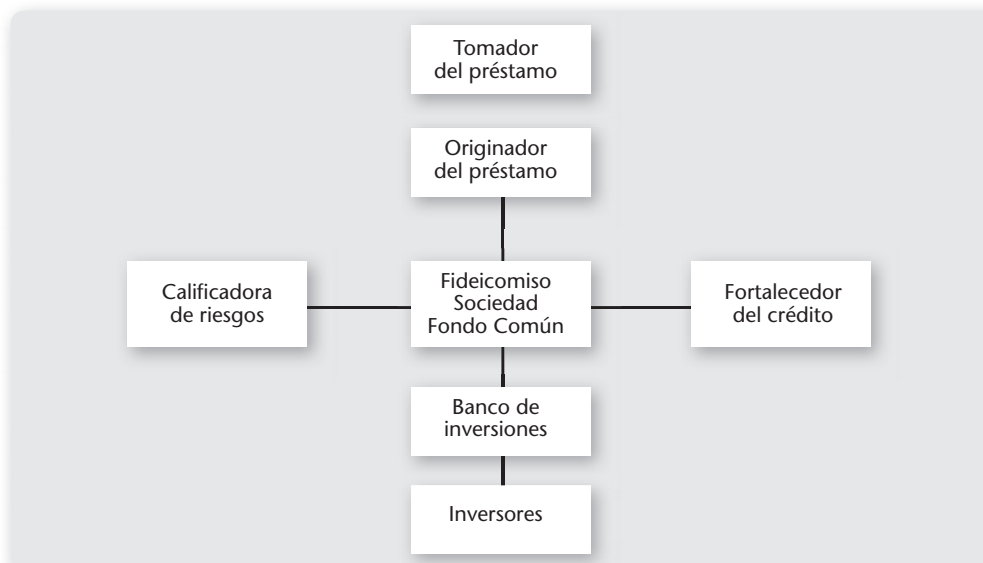 Tomador
del préstamo
Originador
del préstamo
Calificadora
de riesgos
Fideicomiso
Sociedad
Fondo Común
Fortalecedor
del crédito
Banco de
inversiones
Inversores